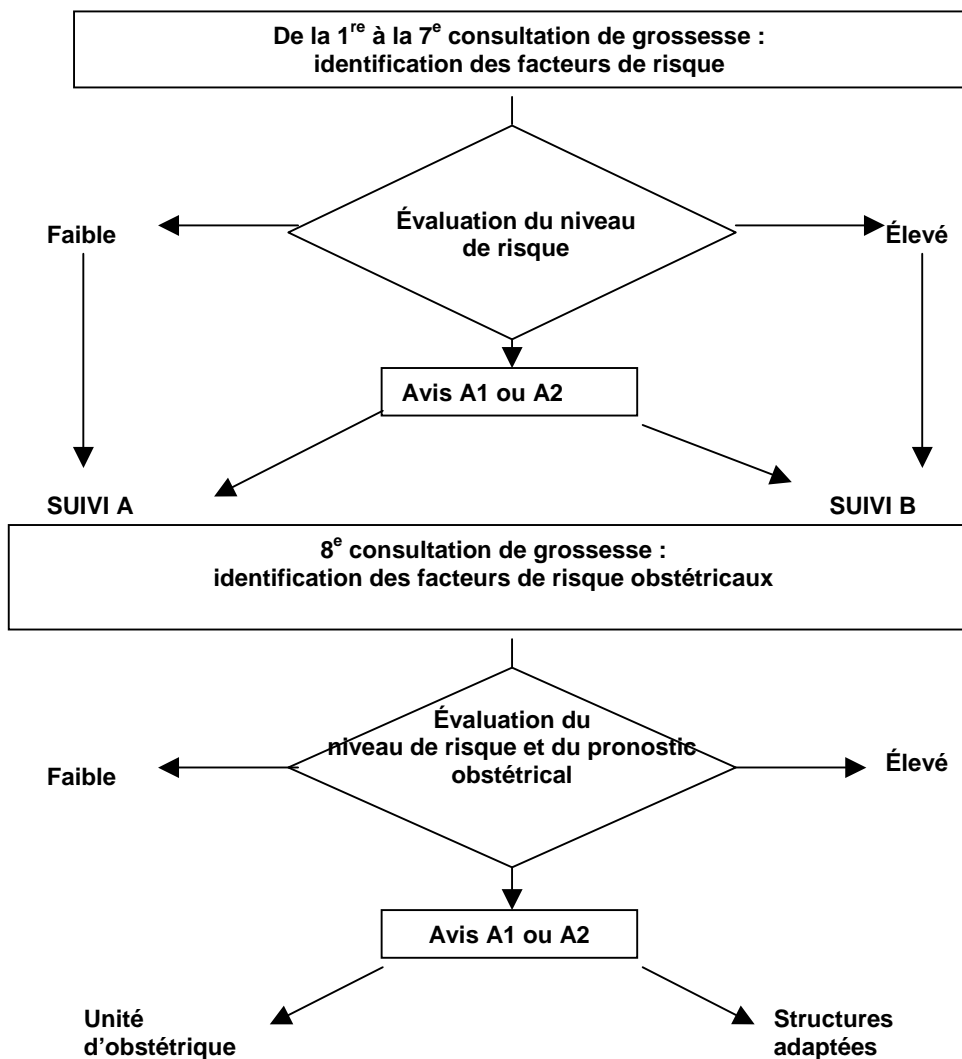 De la 1re à la 7e consultation de grossesse :
identification des facteurs de risque
Évaluation du niveau
de risque
Faible
Élevé
Avis A1 ou A2
SUIVI A
SUIVI B
8e consultation de grossesse :
identification des facteurs de risque obstétricaux
Évaluation du
niveau de risque et du pronostic
obstétrical
Faible
Élevé
Avis A1 ou A2
Unité
d'obstétrique
Structures
adaptées